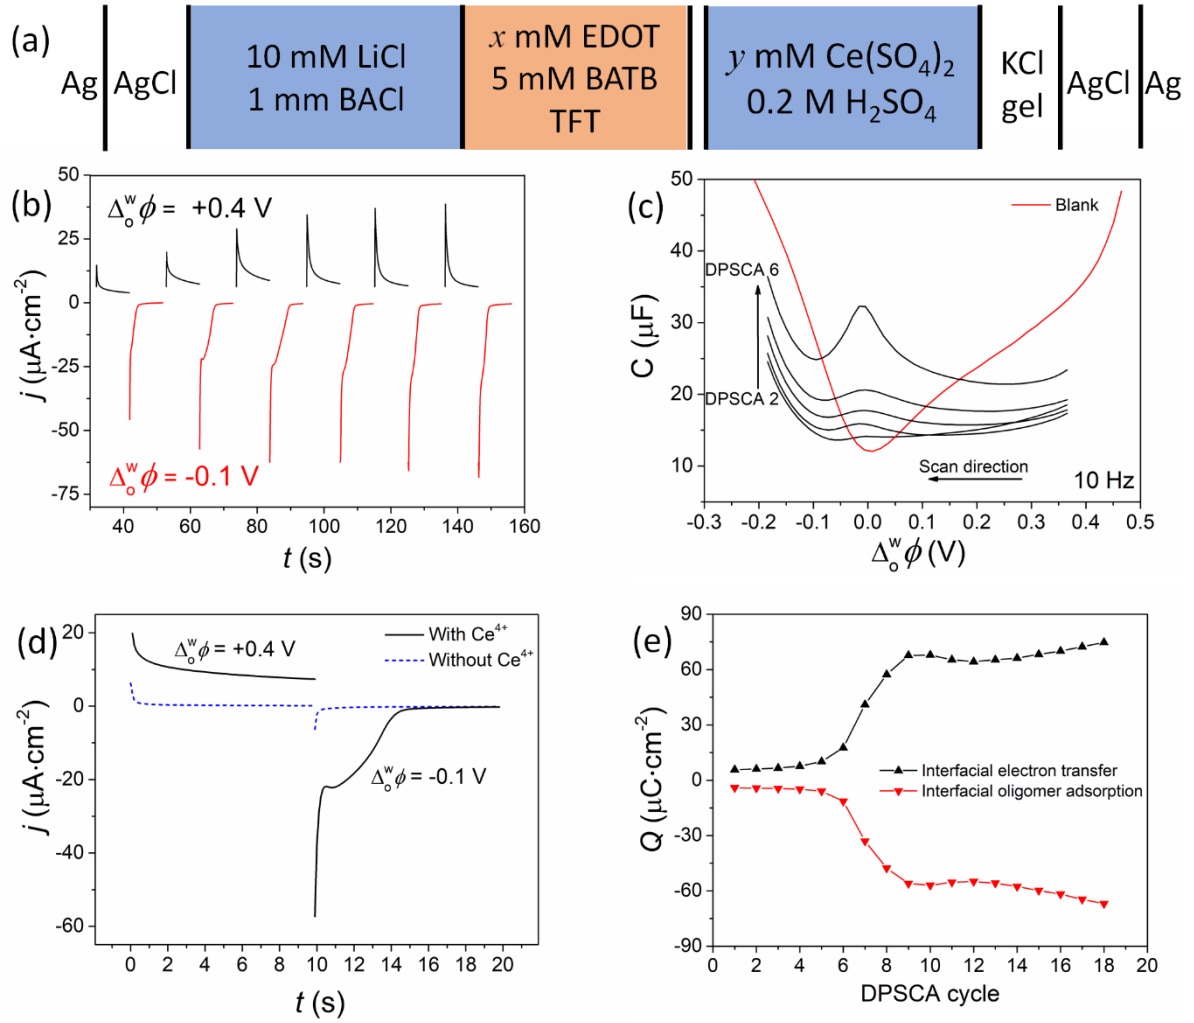 (a)
Ag
AgCl
10 mM LiCl
1 mm BACl
x mM EDOT
5 mM BATB
TFT
y mM Ce(SO₄)₂
0.2 M H₂SO₄
KCl
gel
AgCl
Ag
(b)
50
25
0
-25
-50
-75
j (µA·cm⁻²)
Δₒʷϕ = +0.4 V
Δₒʷϕ = -0.1 V
40 60 80 100 120 140 160
t (s)
(c)
50
40
30
20
10
C (µF)
Blank
DPSCA 6
DPSCA 2
Scan direction
10 Hz
-0.3 -0.2 -0.1 0.0 0.1 0.2 0.3 0.4 0.5
Δₒʷϕ (V)
(d)
20
0
-20
-40
-60
j (µA·cm⁻²)
With Ce⁴⁺
Without Ce⁴⁺
Δₒʷϕ = +0.4 V
Δₒʷϕ = -0.1 V
0 2 4 6 8 10 12 14 16 18 20
t (s)
(e)
90
60
30
0
-30
-60
-90
Q (µC·cm⁻²)
Interfacial electron transfer
Interfacial oligomer adsorption
0 2 4 6 8 10 12 14 16 18 20
DPSCA cycle